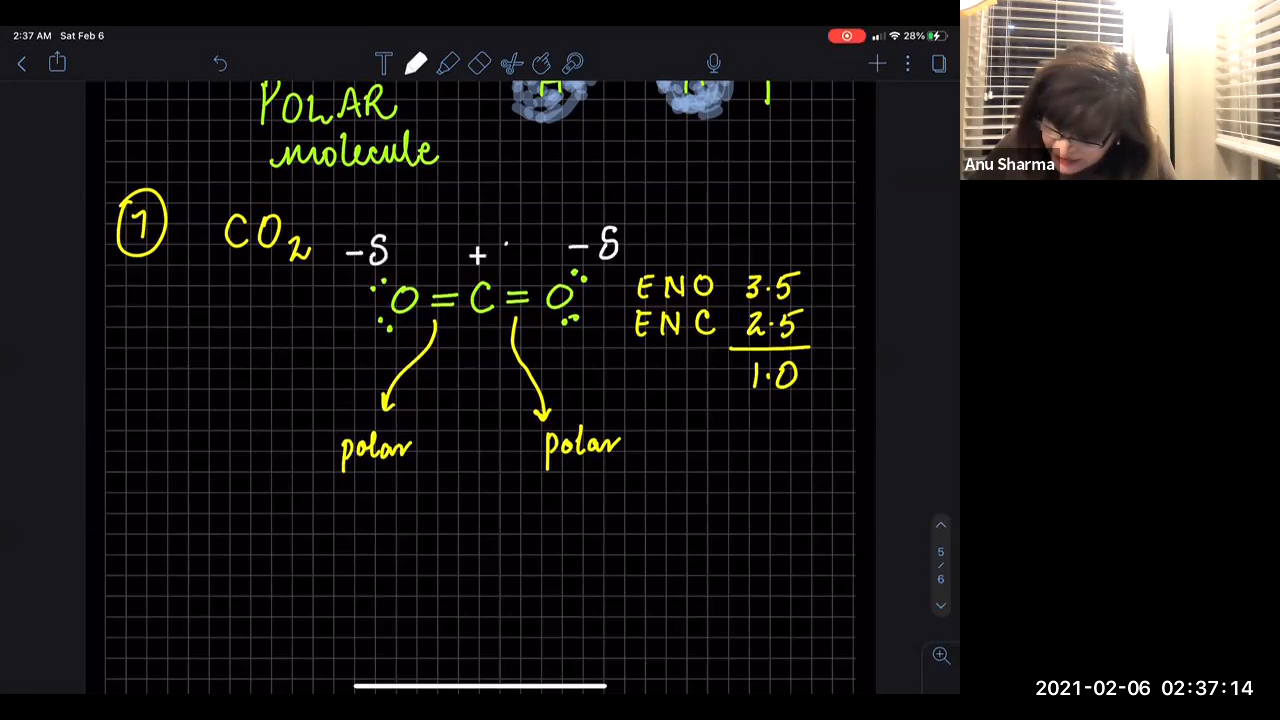 2:37 AM Sat Feb 6
28%
POLAR
molecule
1 CO2
-δ + -δ
O = C = O
ENO 3.5
ENC 2.5
1.0
polar polar
5
/
6
Anu Sharma
2021-02-06 02:37:14